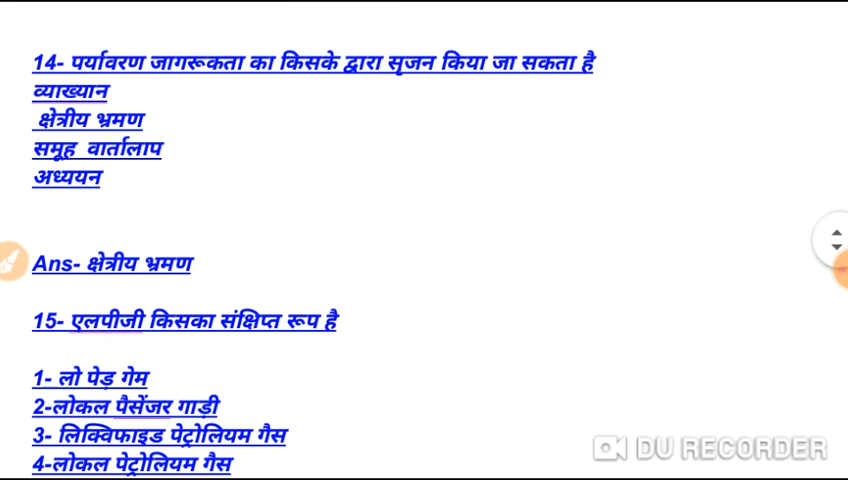 14- पर्यावरण जागरूकता का किसके द्वारा सृजन किया जा सकता है
व्याख्यान
क्षेत्रीय भ्रमण
समूह वार्तालाप
अध्ययन
Ans- क्षेत्रीय भ्रमण
15- एलपीजी किसका संक्षिप्त रूप है
1- लो पेड़ गेम
2-लोकल पैसेंजर गाड़ी
3- लिक्विफाइड पेट्रोलियम गैस
4-लोकल पेट्रोलियम गैस
DU RECORDER